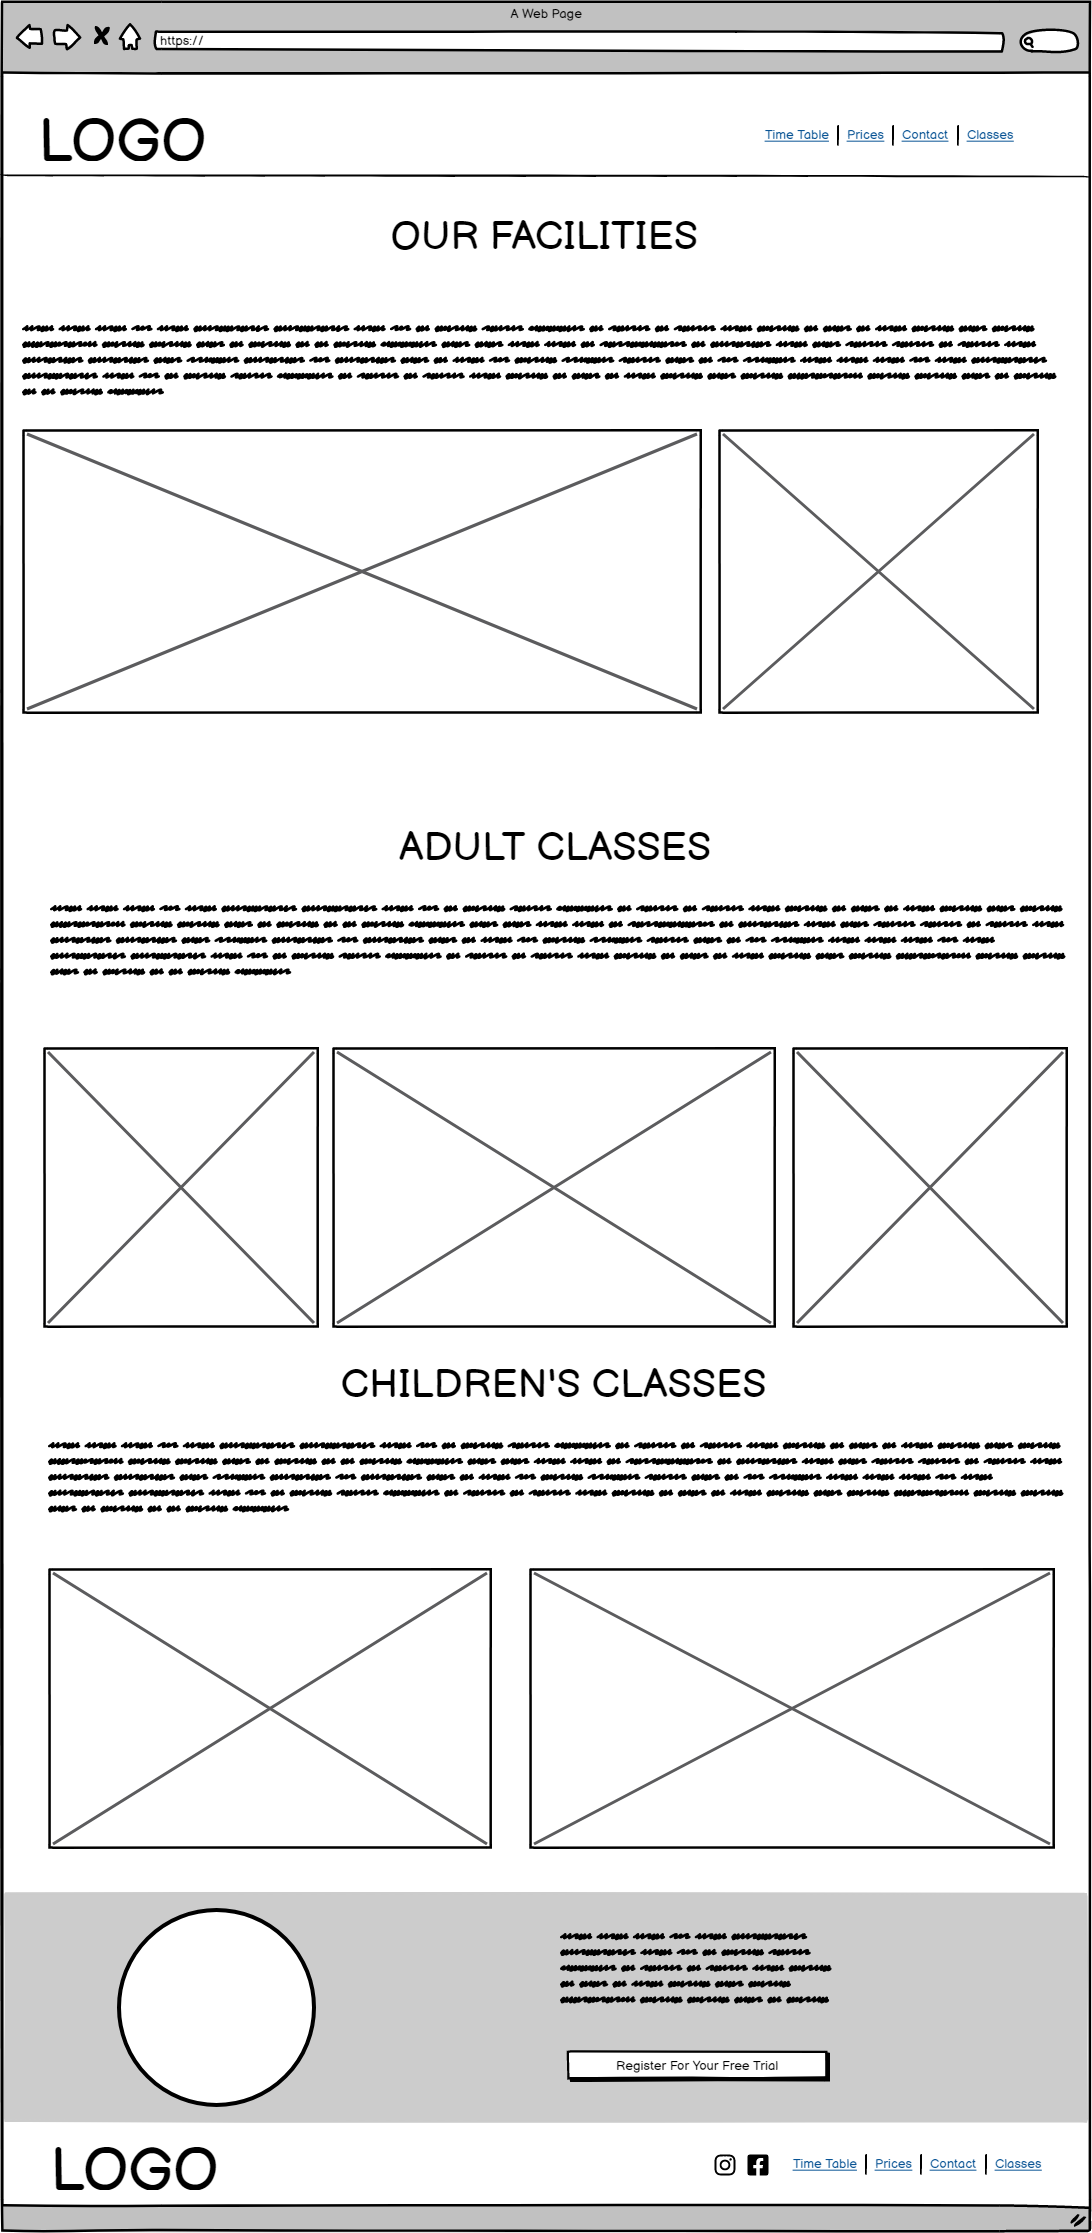 A Web Page
https://
LOGO
Time Table
Prices
Contact
Classes
OUR FACILITIES
ADULT CLASSES
CHILDREN'S CLASSES
Register For Your Free Trial
LOGO
Time Table
Prices
Contact
Classes